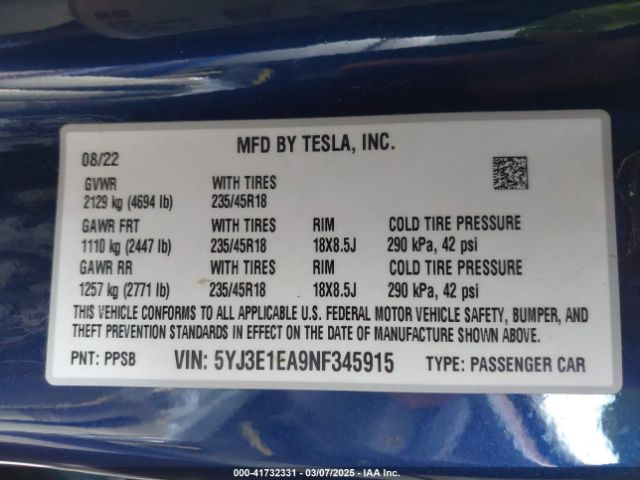 MFD BY TESLA, INC.
08/22
GVWR WITH TIRES
2129 kg (4694 lb) 235/45R18
GAWR FRT WITH TIRES RIM COLD TIRE PRESSURE
1110 kg (2447 lb) 235/45R18 18X8.5J 290 kPa, 42 psi
GAWR RR WITH TIRES RIM COLD TIRE PRESSURE
1257 kg (2771 lb) 235/45R18 18X8.5J 290 kPa, 42 psi
THIS VEHICLE CONFORMS TO ALL APPLICABLE U.S. FEDERAL MOTOR VEHICLE SAFETY, BUMPER, AND
THEFT PREVENTION STANDARDS IN EFFECT ON THE DATE OF MANUFACTURE SHOWN ABOVE.
PNT: PPSB VIN: 5YJ3E1EA9NF345915 TYPE: PASSENGER CAR
000-41732331 — 03/07/2025 — IAA Inc.